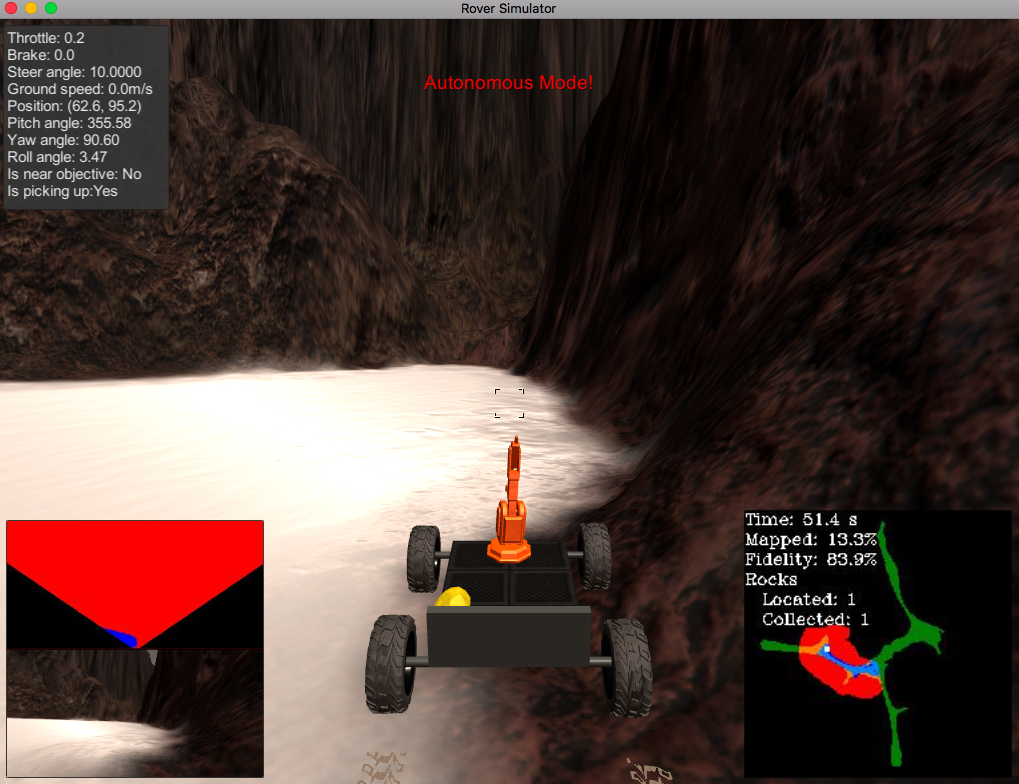 Rover Simulator
Throttle: 0.2
Brake: 0.0
Steer angle: 10.0000
Ground speed: 0.0m/s
Position: (62.6, 95.2)
Pitch angle: 355.58
Yaw angle: 90.60
Roll angle: 3.47
Is near objective: No
Is picking up:Yes
Autonomous Mode!
Time: 51.4 s
Mapped: 13.3%
Fidelity: 83.9%
Rocks
Located: 1
Collected: 1